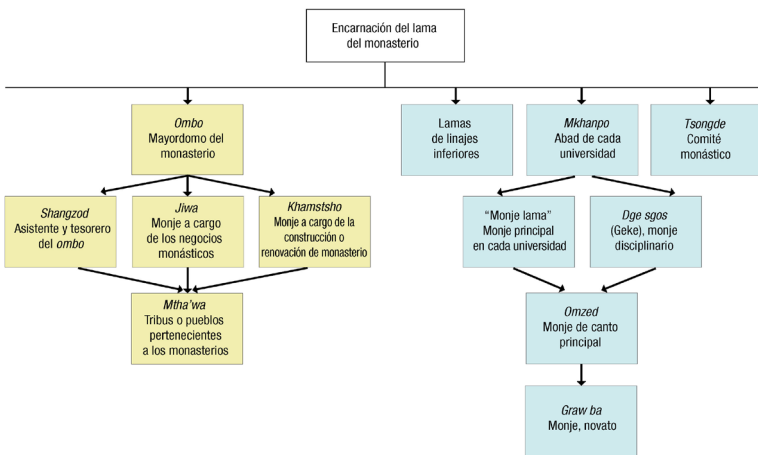 Encarnación del lama
del monasterio
Ombo
Mayordomo del
monasterio
Lamas
de linajes
inferiores
Mkhanpo
Abad de cada
universidad
Tsongde
Comité
monástico
Shangzod
Asistente y tesorero
del ombo
Jiwa
Monje a cargo
de los negocios
monásticos
Khamstsho
Monje a cargo de la
construcción o
renovación de monasterio
“Monje lama”
Monje principal
en cada universidad
Dge sgos
(Geke), monje
disciplinario
Mtha’wa
Tribus o pueblos
pertenecientes
a los monasterios
Omzed
Monje de canto
principal
Graw ba
Monje, novato